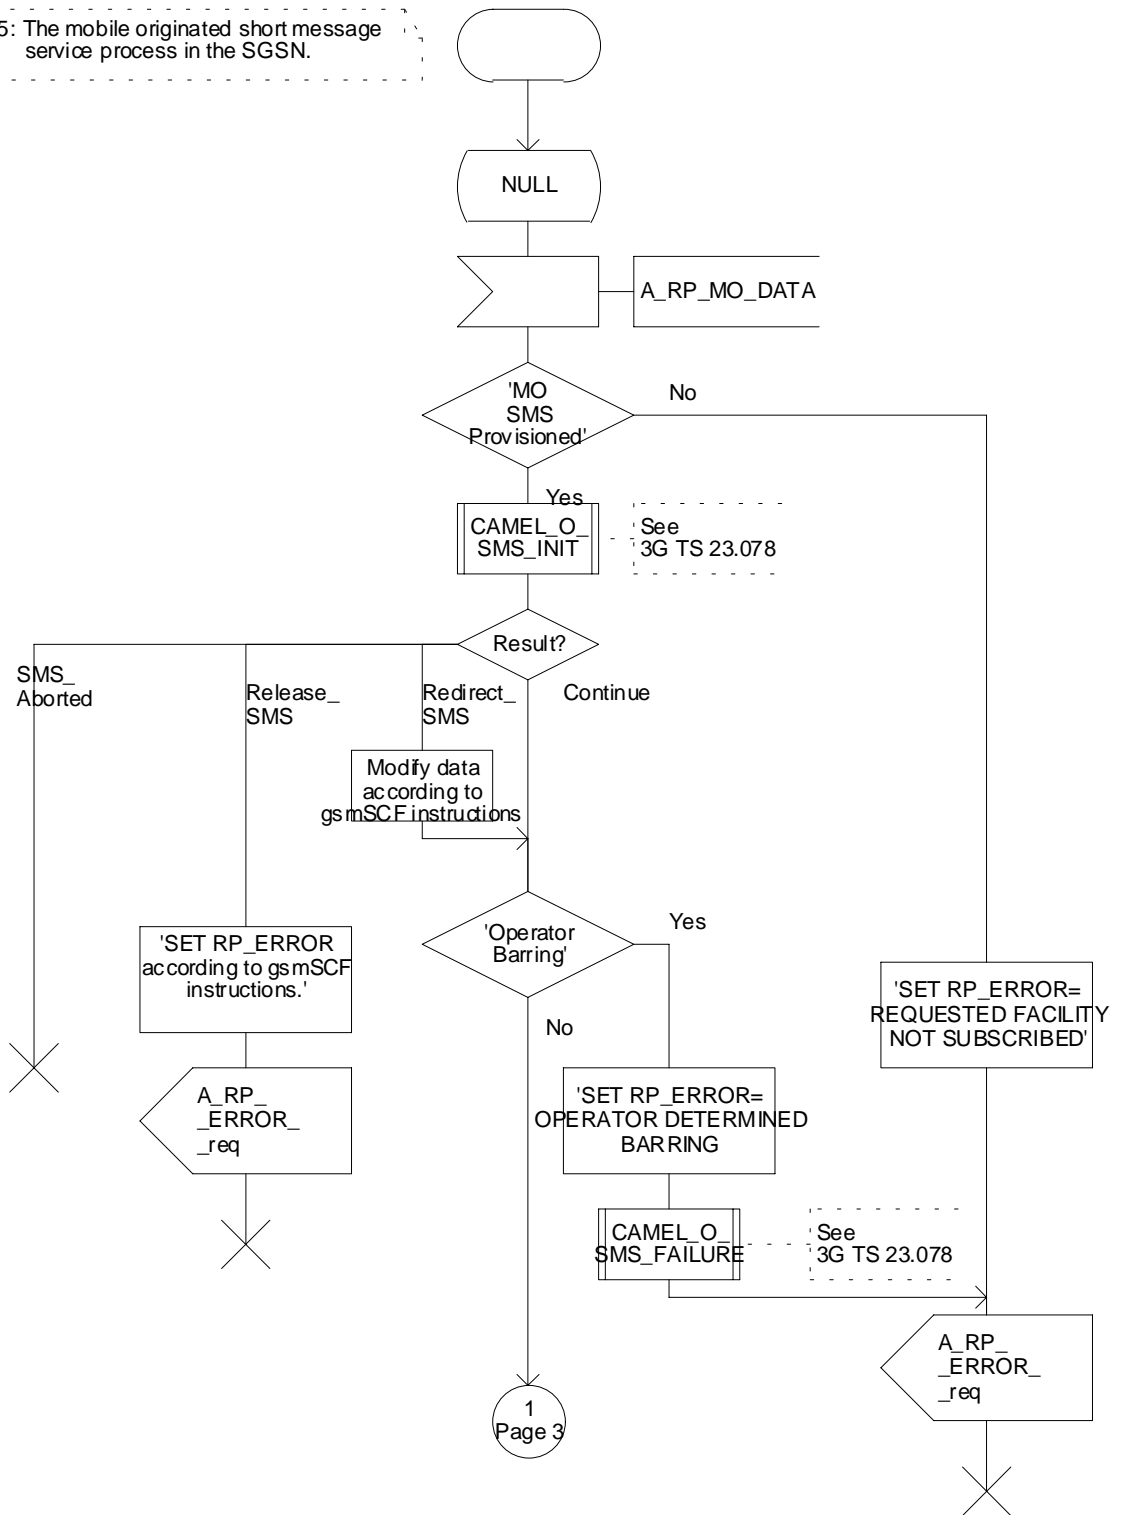 5: The mobile originated short message
service process in the SGSN.
NULL
A_RP_MO_DATA
'MO
SMS
Provisioned'
No
Yes
CAMEL_O_
SMS_INIT
See
3G TS 23.078
Result?
SMS_
Aborted
Release_
SMS
Redirect_
SMS
Continue
Modify data
according to
gsmSCF instructions
'Operator
Barring'
Yes
No
'SET RP_ERROR
according to gsmSCF
instructions.'
'SET RP_ERROR=
REQUESTED FACILITY
NOT SUBSCRIBED'
A_RP_
_ERROR_
_req
'SET RP_ERROR=
OPERATOR DETERMINED
BARRING
CAMEL_O_
SMS_FAILURE
See
3G TS 23.078
A_RP_
_ERROR_
_req
1
Page 3